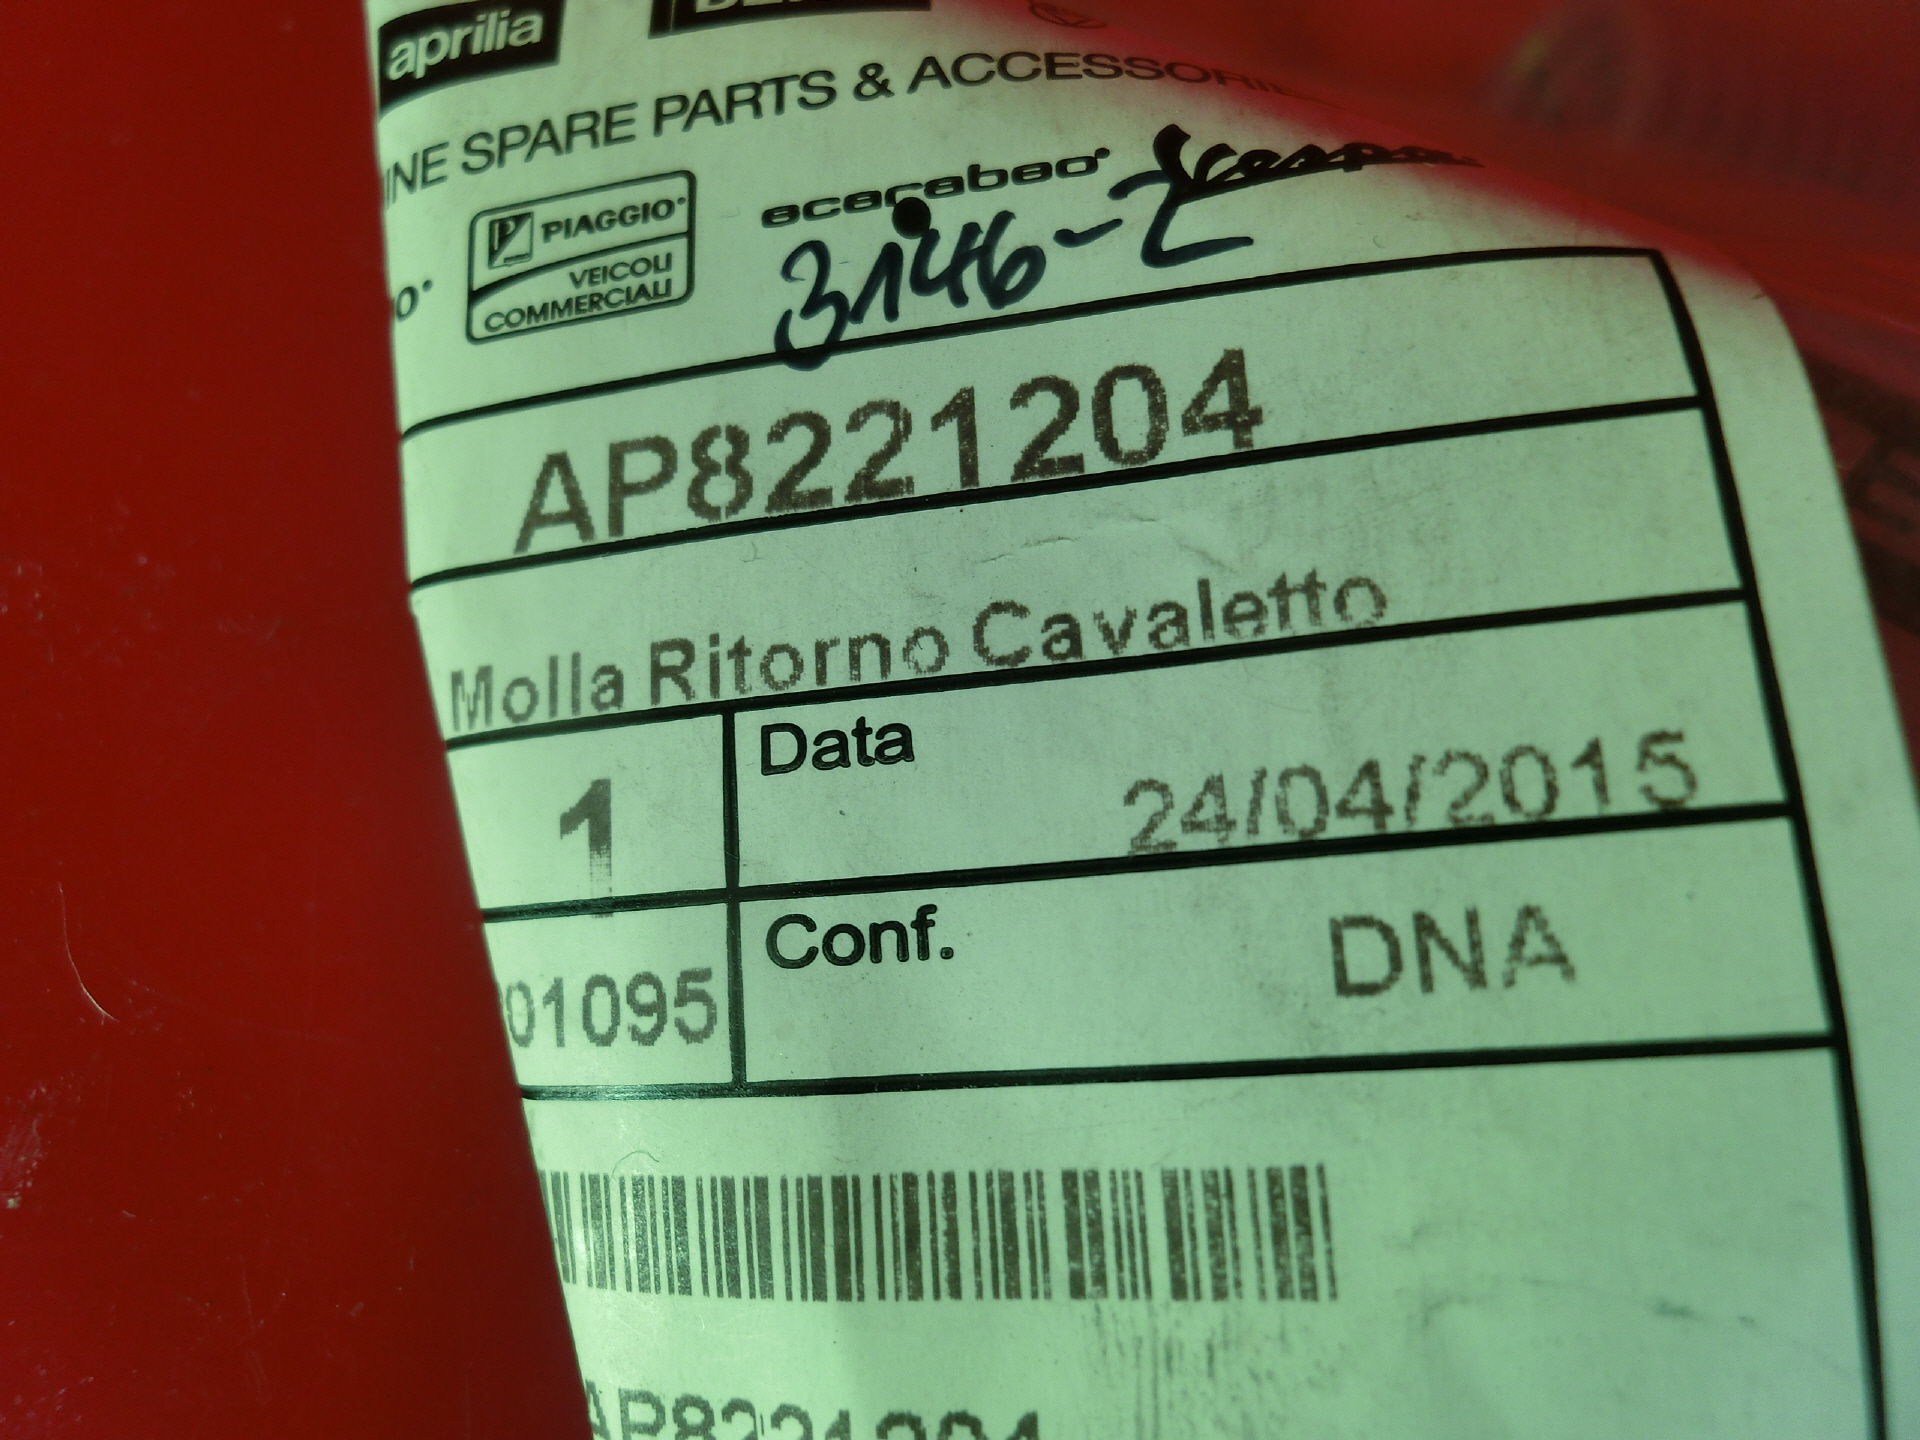 aprilia
INE SPARE PARTS & ACCESSORI
PIAGGIO
VEICOLI
COMMERCIALI
scarabeo
3146-2
AP8221204
Molla Ritorno Cavaletto
1
Data
24/04/2015
01095
Conf.
DNA
AP8221204